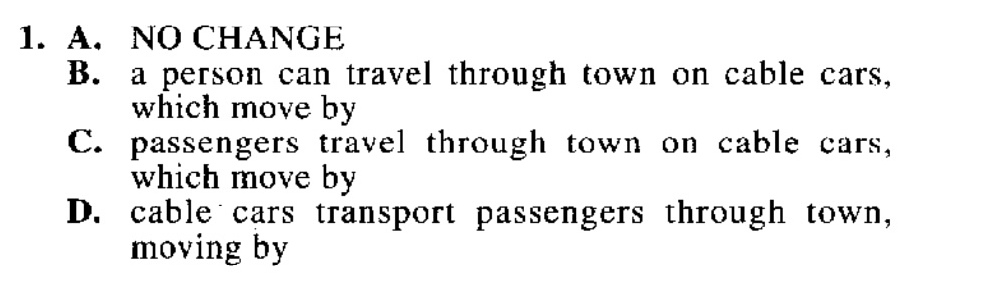 1. A. NO CHANGE
B. a person can travel through town on cable cars,
which move by
C. passengers travel through town on cable cars,
which move by
D. cable cars transport passengers through town,
moving by